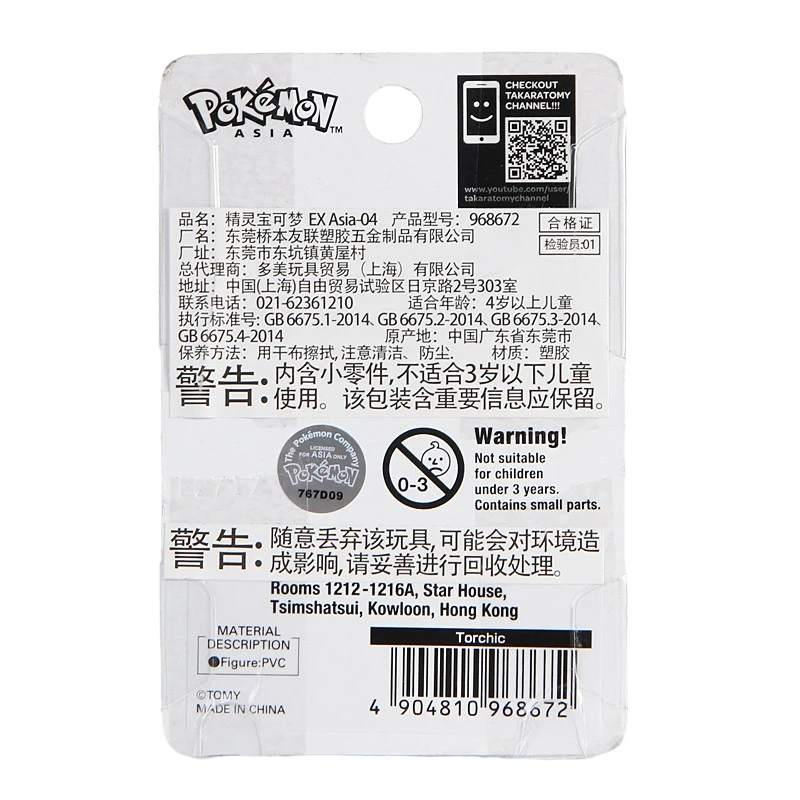 Pokémon
ASIA™
CHECKOUT
TAKARATOMY
CHANNEL!!!
www.youtube.com/user/
takaratomychannel
品名：精灵宝可梦 EX Asia-04 产品型号：968672
合格证
检验员:01
厂名：东莞桥本友联塑胶五金制品有限公司
厂址：东莞市东坑镇黄屋村
总代理商：多美玩具贸易（上海）有限公司
地址：中国(上海)自由贸易试验区日京路2号303室
联系电话：021-62361210 适合年龄：4岁以上儿童
执行标准号: GB 6675.1-2014、GB 6675.2-2014、GB 6675.3-2014、
GB 6675.4-2014 原产地：中国广东省东莞市
保养方法：用干布擦拭, 注意清洁、防尘. 材质：塑胶
警告: 内含小零件,不适合3岁以下儿童
使用。该包装含重要信息应保留。
The Pokémon Company
LICENSED
FOR ASIA ONLY
POKÉMON
767D09
0-3
Warning!
Not suitable
for children
under 3 years.
Contains small parts.
警告: 随意丢弃该玩具,可能会对环境造
成影响,请妥善进行回收处理。
Rooms 1212-1216A, Star House,
Tsimshatsui, Kowloon, Hong Kong
MATERIAL
DESCRIPTION
❶Figure:PVC
Torchic
©TOMY
MADE IN CHINA
4 904810 968672